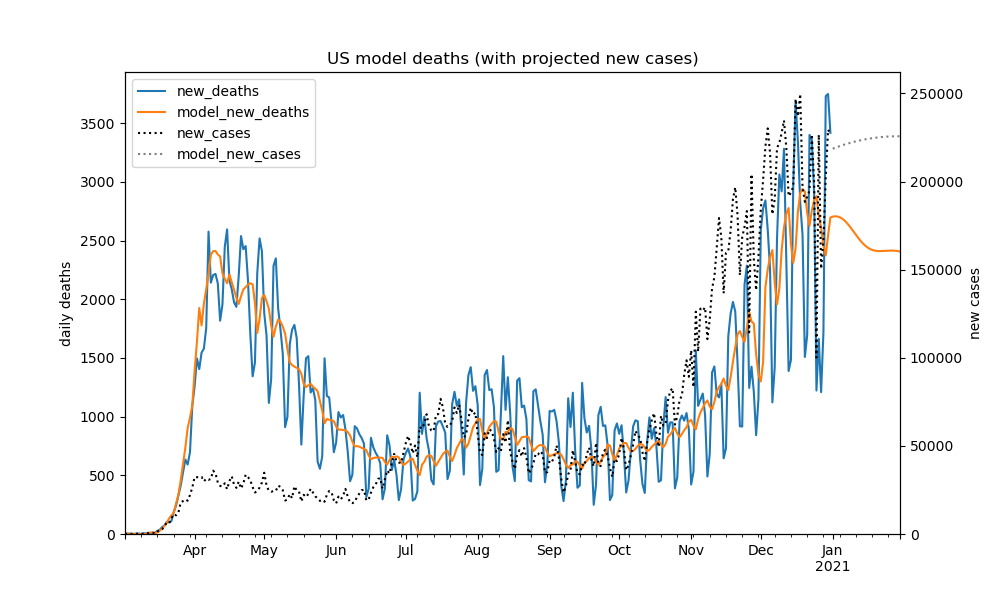 US model deaths (with projected new cases)
new_deaths
model_new_deaths
new_cases
model_new_cases
daily deaths
0
500
1000
1500
2000
2500
3000
3500
new cases
0
50000
100000
150000
200000
250000
Apr May Jun Jul Aug Sep Oct Nov Dec Jan
2021